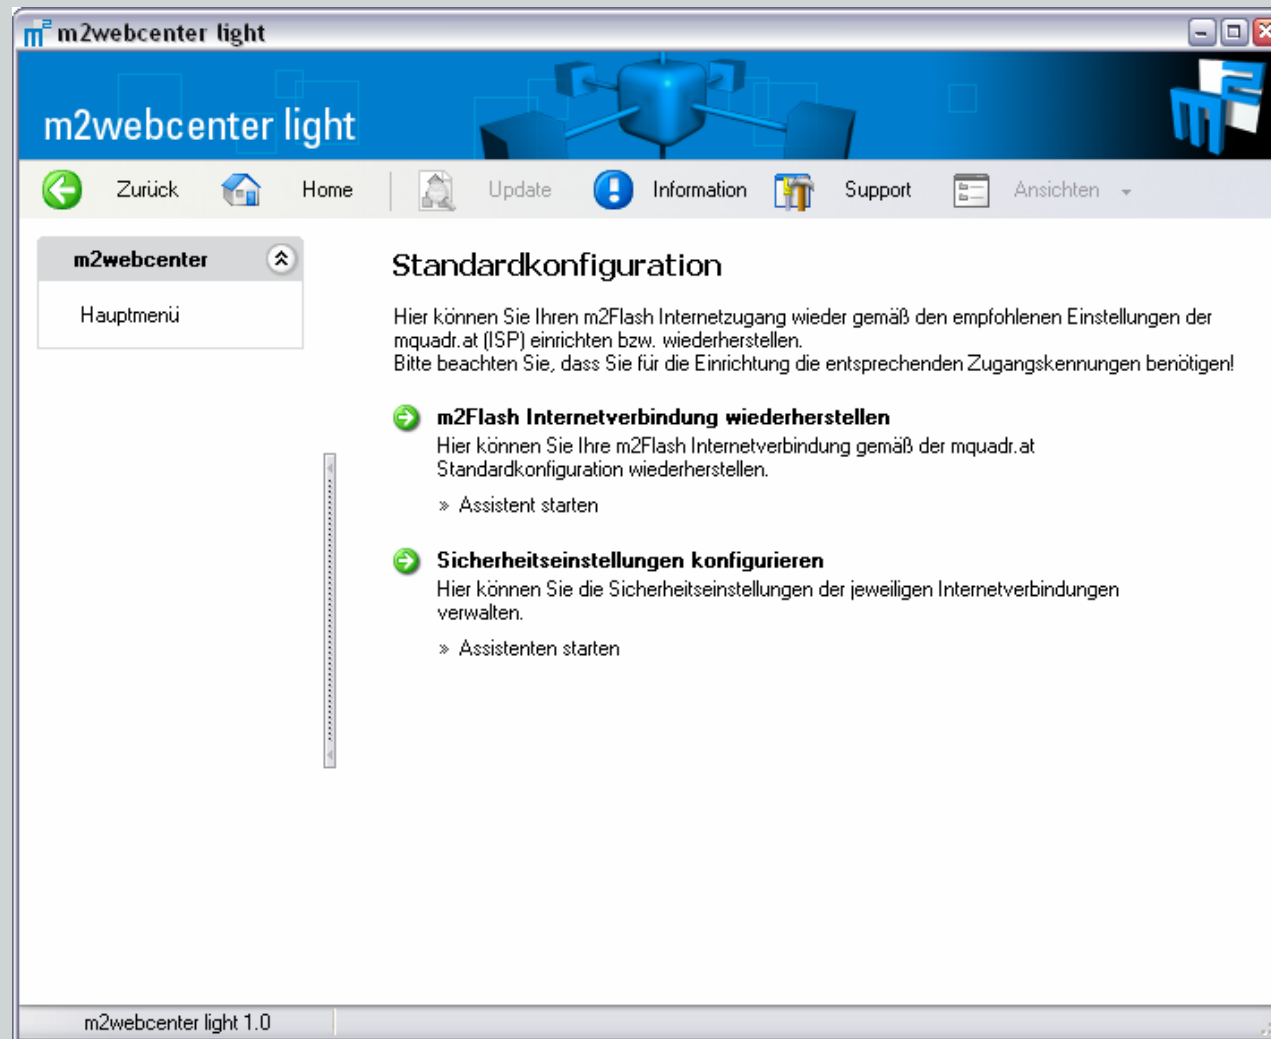 m² m2webcenter light
m2webcenter light
m²
Zurück Home Update Information Support Ansichten
m2webcenter
Hauptmenü
Standardkonfiguration
Hier können Sie Ihren m2Flash Internetzugang wieder gemäß den empfohlenen Einstellungen der
mquadr.at (ISP) einrichten bzw. wiederherstellen.
Bitte beachten Sie, dass Sie für die Einrichtung die entsprechenden Zugangskennungen benötigen!
m2Flash Internetverbindung wiederherstellen
Hier können Sie Ihre m2Flash Internetverbindung gemäß der mquadr.at
Standardkonfiguration wiederherstellen.
» Assistent starten
Sicherheitseinstellungen konfigurieren
Hier können Sie die Sicherheitseinstellungen der jeweiligen Internetverbindungen
verwalten.
» Assistenten starten
m2webcenter light 1.0